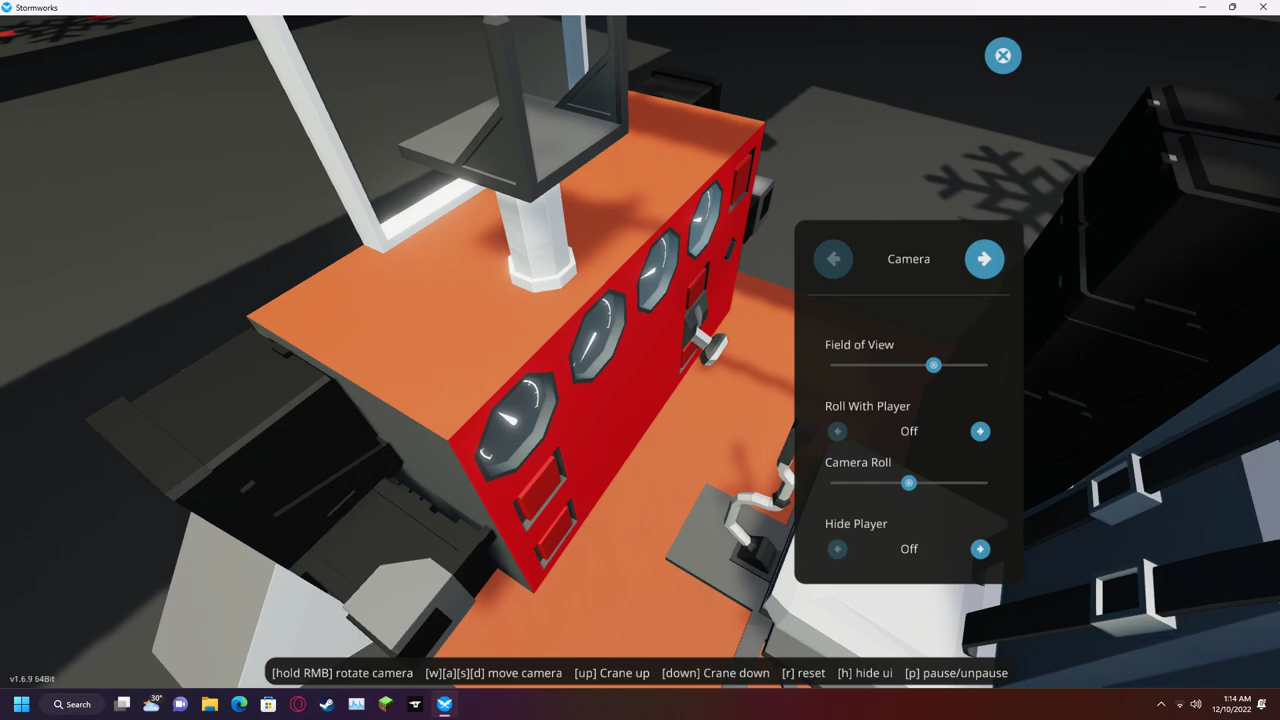 Stormworks
Camera
Field of View
Roll With Player
Off
Camera Roll
Hide Player
Off
[hold RMB] rotate camera [w][a][s][d] move camera [up] Crane up [down] Crane down [r] reset [h] hide ui [p] pause/unpause
v1.6.9 64Bit
Search
30°
1:14 AM
12/10/2022